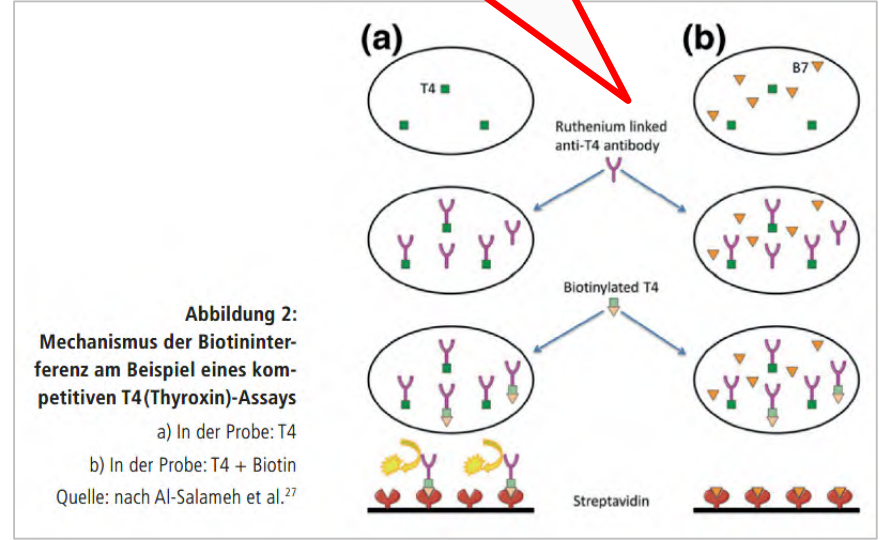 (a)
(b)
T4
B7
Ruthenium linked
anti-T4 antibody
Biotinylated T4
Streptavidin
Abbildung 2:
Mechanismus der Biotininter-
ferenz am Beispiel eines kom-
petitiven T4(Thyroxin)-Assays
a) In der Probe: T4
b) In der Probe: T4 + Biotin
Quelle: nach Al-Salameh et al.27